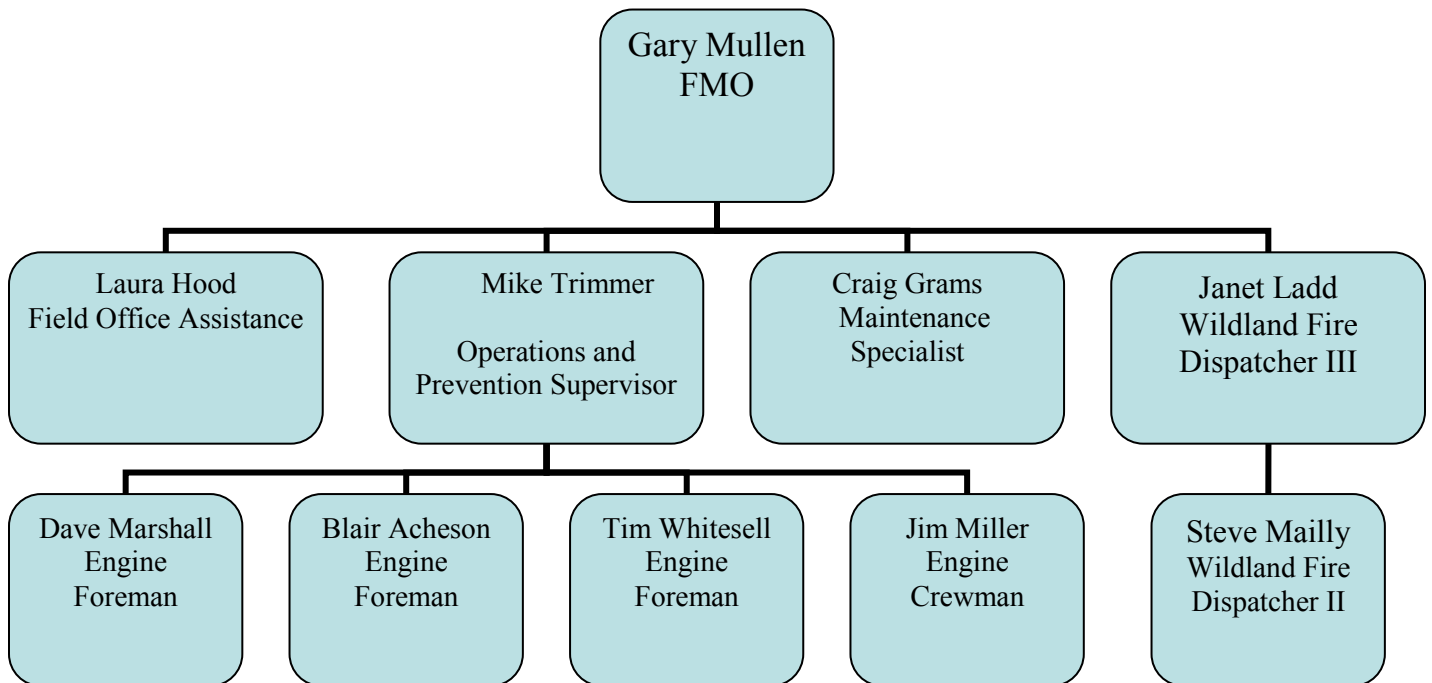 Gary Mullen
FMO
Laura Hood
Field Office Assistance
Mike Trimmer
Operations and
Prevention Supervisor
Craig Grams
Maintenance
Specialist
Janet Ladd
Wildland Fire
Dispatcher III
Dave Marshall
Engine
Foreman
Blair Acheson
Engine
Foreman
Tim Whitesell
Engine
Foreman
Jim Miller
Engine
Crewman
Steve Mailly
Wildland Fire
Dispatcher II